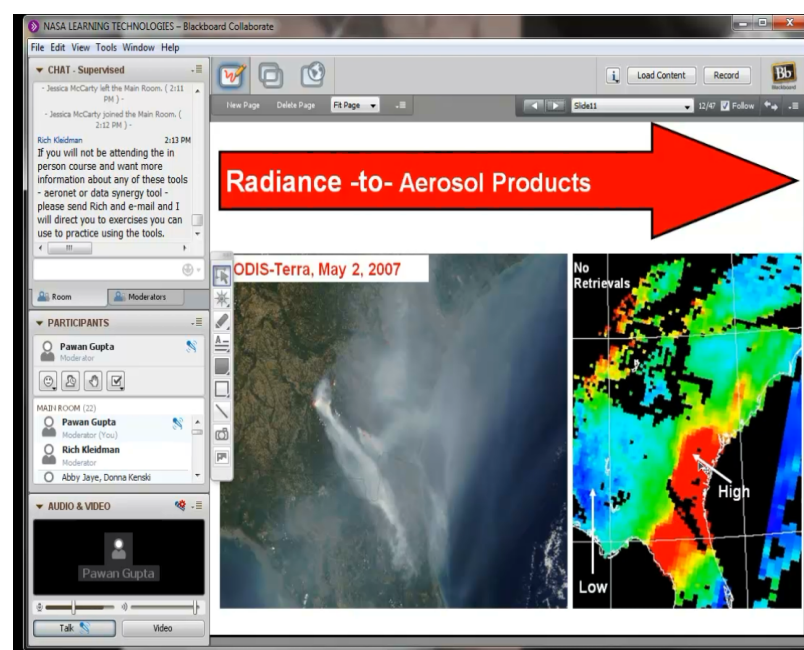 NASA LEARNING TECHNOLOGIES – Blackboard Collaborate
File Edit View Tools Window Help
CHAT - Supervised
- Jessica McCarty left the Main Room. ( 2:11
PM ) -
- Jessica McCarty joined the Main Room. (
2:12 PM ) -
Rich Kleidman 2:13 PM
If you will not be attending the in
person course and want more
information about any of these tools
- aeronet or data synergy tool -
please send Rich and e-mail and I
will direct you to exercises you can
use to practice using the tools.
Room Moderators
PARTICIPANTS
Pawan Gupta
Moderator
MAIN ROOM (22)
Pawan Gupta
Moderator (You)
Rich Kleidman
Moderator
Abby Jaye, Donna Kenski
AUDIO & VIDEO
Pawan Gupta
Talk Video
Load Content Record
Bb
Blackboard
New Page Delete Page Fit Page Slide11 12/47 Follow
Radiance -to- Aerosol Products
ODIS-Terra, May 2, 2007
No
Retrievals
High
Low